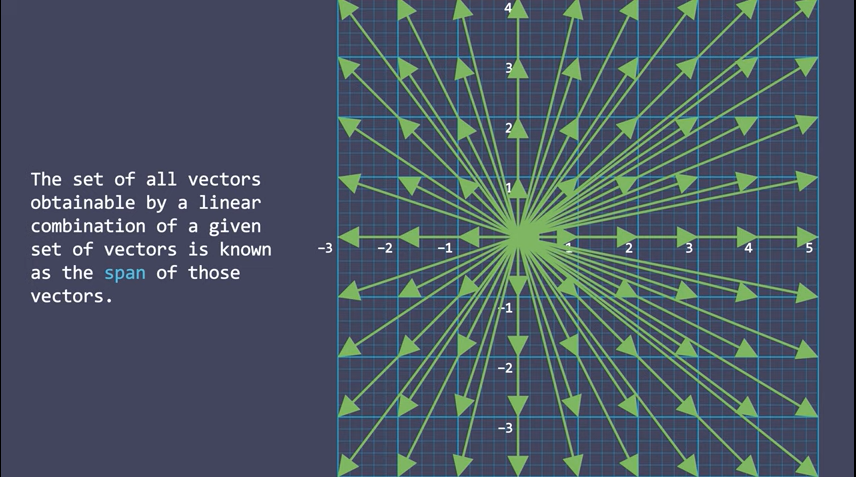 The set of all vectors
obtainable by a linear
combination of a given
set of vectors is known
as the span of those
vectors.
4
3
2
1
−3 −2 −1 1 2 3 4 5
−1
−2
−3